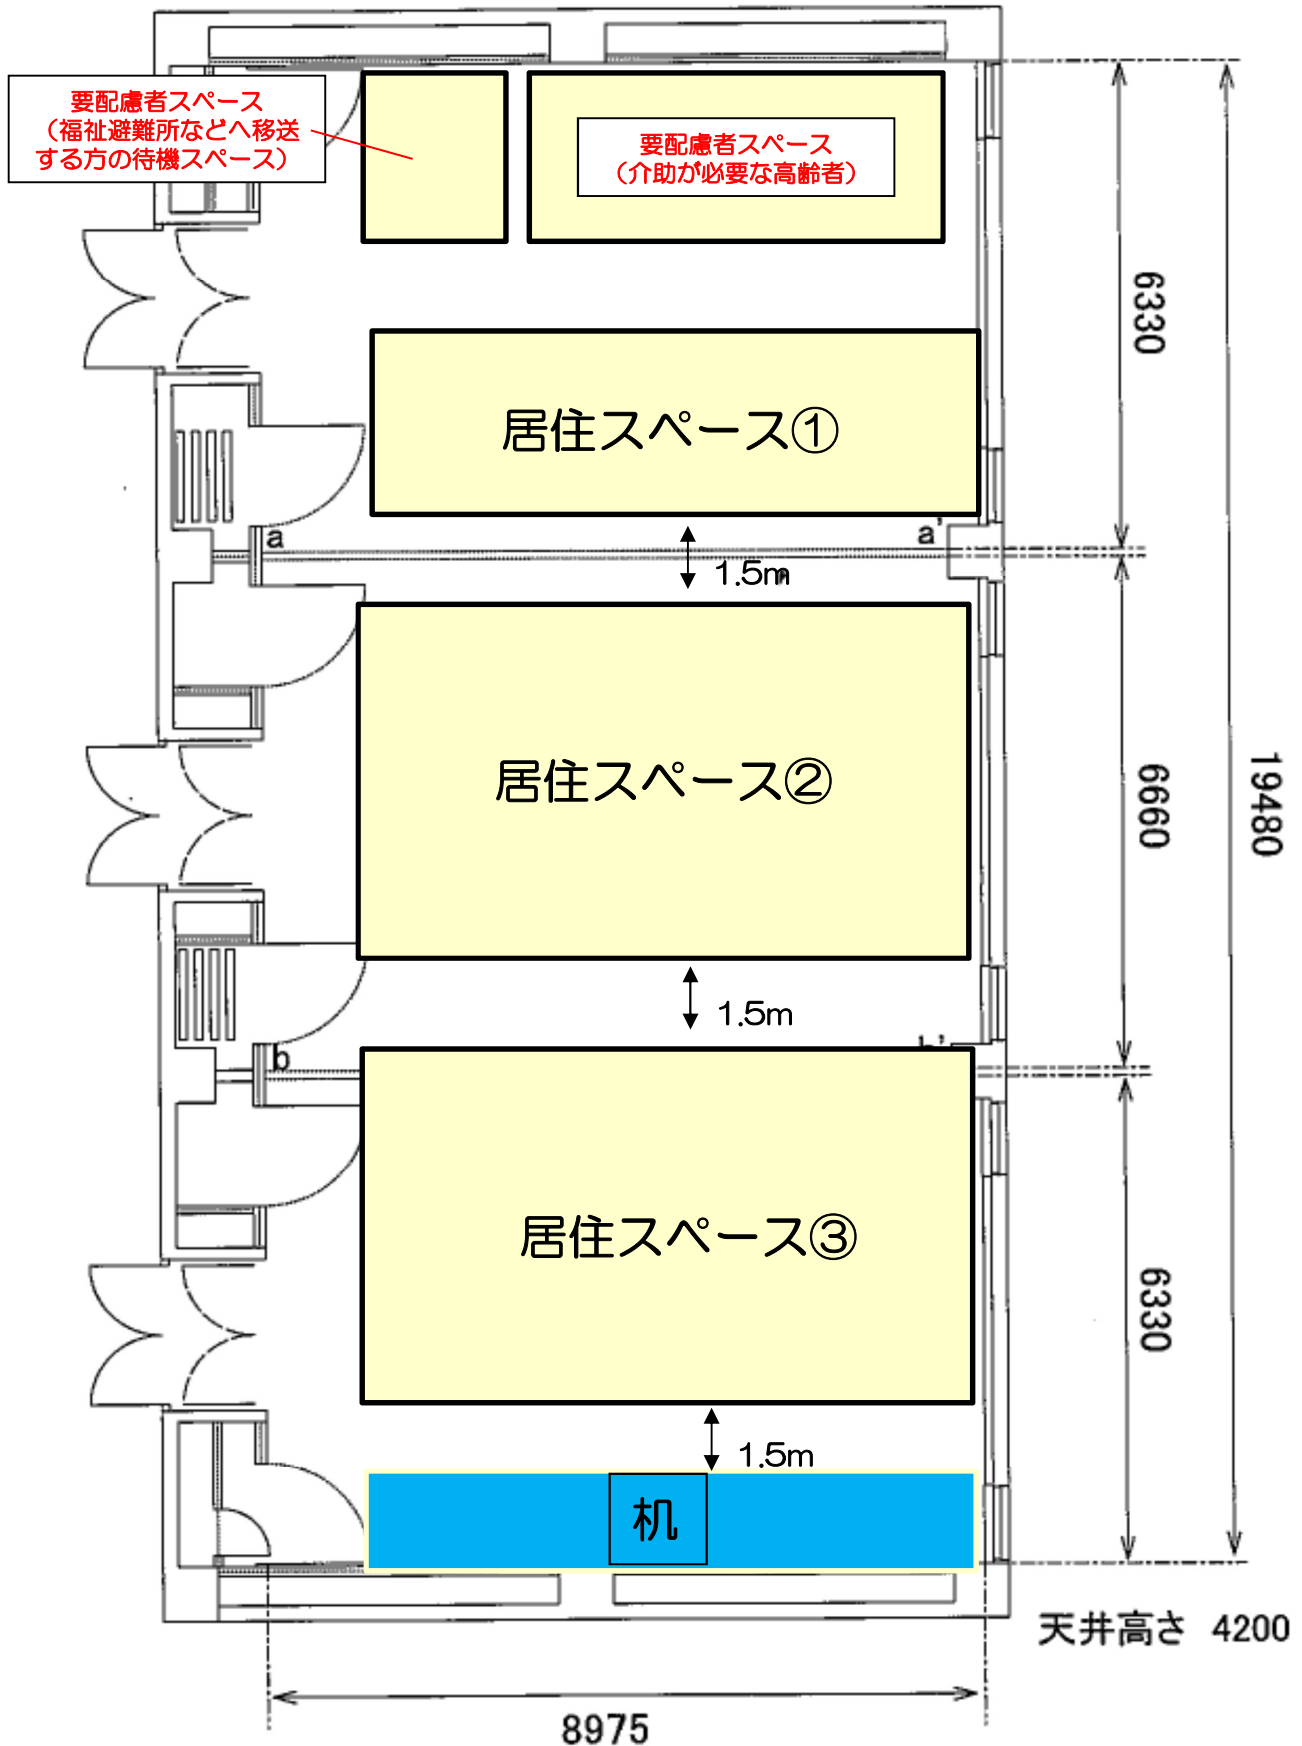 要配慮者スペース
（福祉避難所などへ移送
する方の待機スペース）
要配慮者スペース
（介助が必要な高齢者）
6330
居住スペース①
a
a'
1.5m
居住スペース②
6660
19480
1.5m
b
b'
居住スペース③
6330
1.5m
机
天井高さ 4200
8975